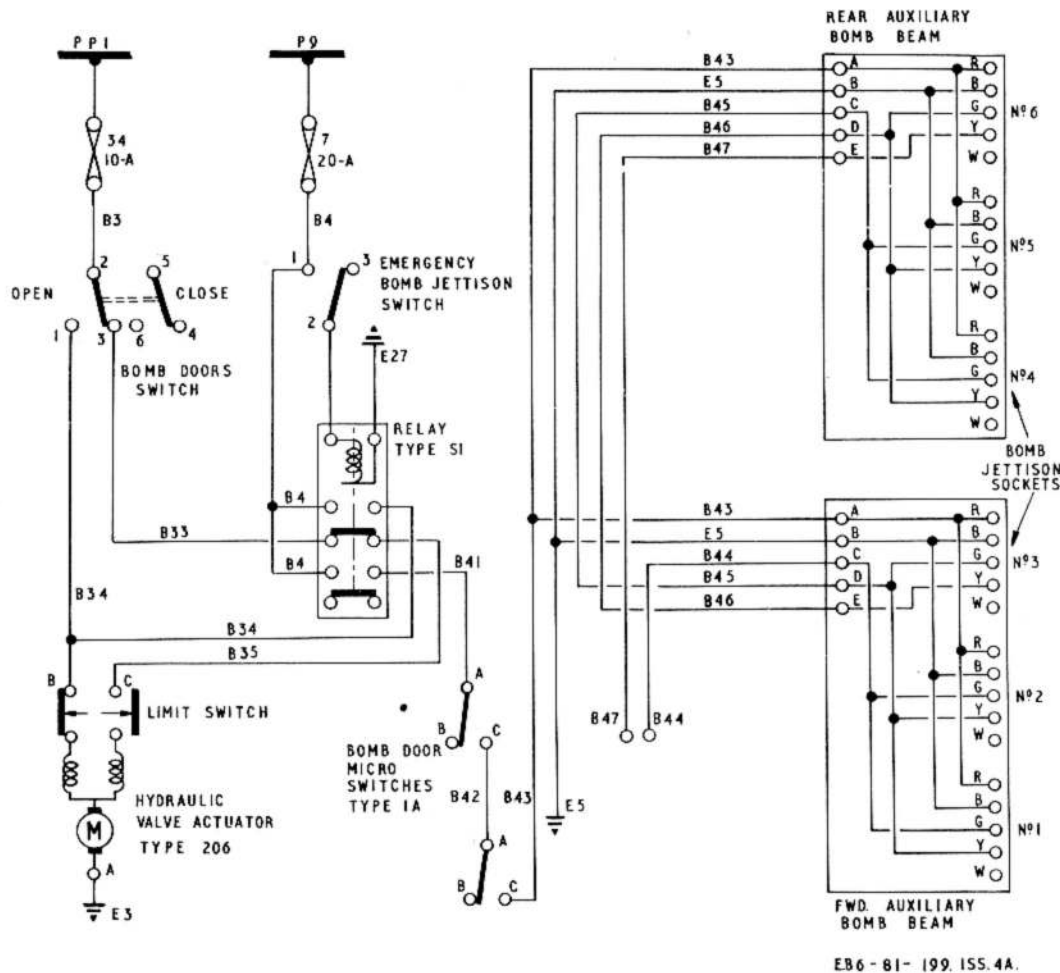 PP1
P9
34
10-A
7
20-A
B3
B4
2
5
OPEN
CLOSE
1
3
6
4
BOMB DOORS
SWITCH
1
3
EMERGENCY
BOMB JETTISON
SWITCH
2
E27
RELAY
TYPE S1
B4
B33
B4
B41
B34
B34
B35
B
C
LIMIT SWITCH
HYDRAULIC
VALVE ACTUATOR
TYPE 206
M
A
E3
A
B
C
BOMB DOOR
MICRO
SWITCHES
TYPE 1A
B42
B43
A
B
C
E5
B47
B44
REAR AUXILIARY
BOMB BEAM
B43
A
R
E5
B
B
B45
C
G
Nº6
B46
D
Y
B47
E
W
R
B
G
Nº5
Y
W
R
B
G
Nº4
Y
W
BOMB
JETTISON
SOCKETS
B43
A
R
E5
B
B
B44
C
G
Nº3
B45
D
Y
B46
E
W
R
B
G
Nº2
Y
W
R
B
G
Nº1
Y
W
FWD. AUXILIARY
BOMB BEAM
EB6-81-199. ISS. 4A.